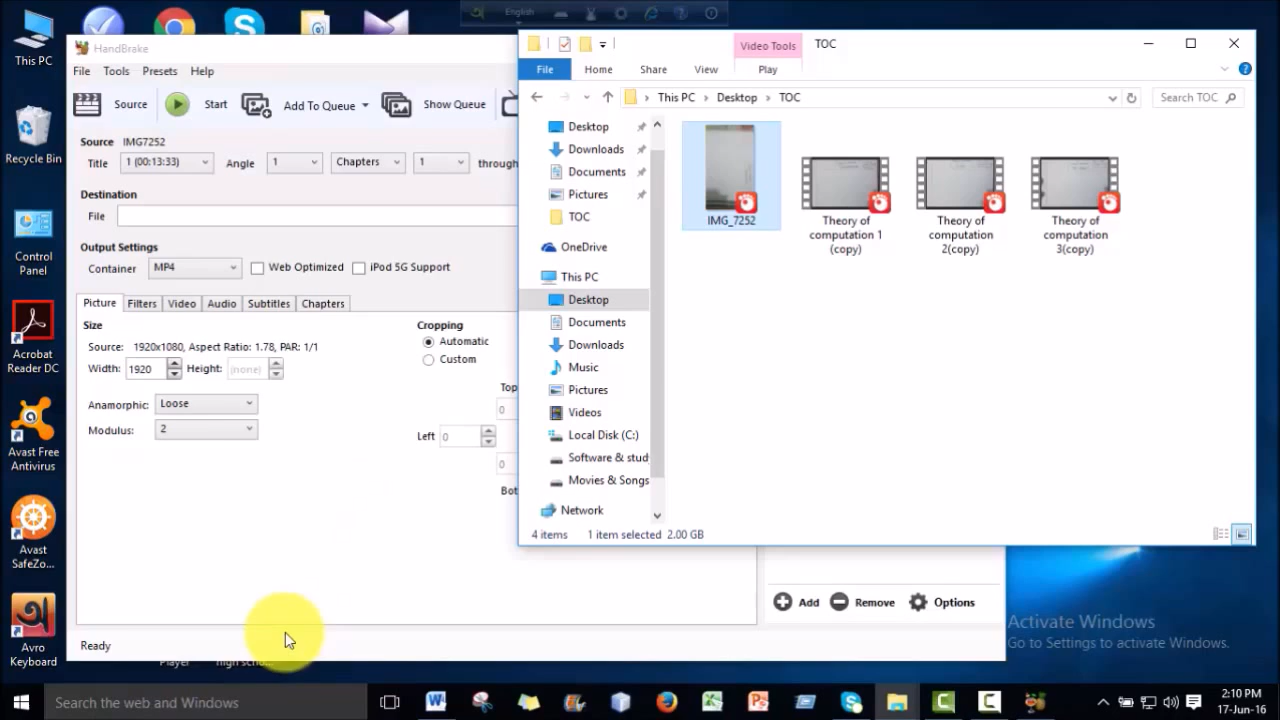 This PC
Recycle Bin
Control
Panel
Acrobat
Reader DC
Avast Free
Antivirus
Avast
SafeZo...
Avro
Keyboard
English
HandBrake
File Tools Presets Help
Source Start Add To Queue Show Queue
Source IMG7252
Title 1 (00:13:33) Angle 1 Chapters 1 through
Destination
File
Output Settings
Container MP4 Web Optimized iPod 5G Support
Picture Filters Video Audio Subtitles Chapters
Size
Source: 1920x1080, Aspect Ratio: 1.78, PAR: 1/1
Width: 1920 Height: (none)
Anamorphic: Loose
Modulus: 2
Cropping
Automatic
Custom
Top
0
Left 0
0
Bot
Add Remove Options
Ready
Player high scho...
Video Tools TOC
File Home Share View Play
This PC Desktop TOC Search TOC
Desktop
Downloads
Documents
Pictures
TOC
OneDrive
This PC
Desktop
Documents
Downloads
Music
Pictures
Videos
Local Disk (C:)
Software & study
Movies & Songs
Network
IMG_7252
Theory of
computation 1
(copy)
Theory of
computation
2(copy)
Theory of
computation
3(copy)
4 items 1 item selected 2.00 GB
Activate Windows
Go to Settings to activate Windows.
Search the web and Windows
2:10 PM
17-Jun-16